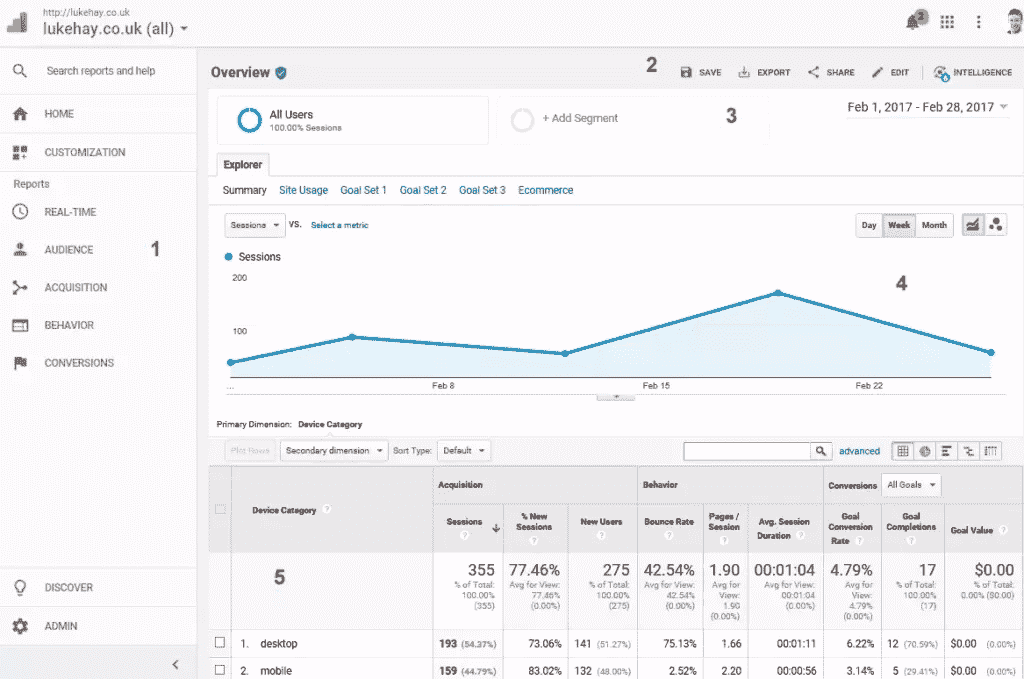 http://lukehay.co.uk
lukehay.co.uk (all)
2
Search reports and help
HOME
CUSTOMIZATION
Reports
REAL-TIME
AUDIENCE
1
ACQUISITION
BEHAVIOR
CONVERSIONS
DISCOVER
ADMIN
Overview
2
SAVE
EXPORT
SHARE
EDIT
INTELLIGENCE
All Users
100.00% Sessions
+ Add Segment
3
Feb 1, 2017 - Feb 28, 2017
Explorer
Summary Site Usage Goal Set 1 Goal Set 2 Goal Set 3 Ecommerce
Sessions VS. Select a metric
Day Week Month
Sessions
200
4
100
... Feb 8 Feb 15 Feb 22
Primary Dimension: Device Category
Plot Rows Secondary dimension Sort Type: Default advanced
Device Category ?
Acquisition
Behavior
Conversions All Goals
Sessions ?
% New Sessions ?
New Users ?
Bounce Rate ?
Pages / Session ?
Avg. Session Duration ?
Goal Conversion Rate ?
Goal Completions ?
Goal Value ?
5
355
% of Total:
100.00%
(355)
77.46%
Avg for View:
77.46%
(0.00%)
275
% of Total:
100.00%
(275)
42.54%
Avg for View:
42.54%
(0.00%)
1.90
Avg for
View:
1.90
(0.00%)
00:01:04
Avg for View:
00:01:04
(0.00%)
4.79%
Avg for
View:
4.79%
(0.00%)
17
% of Total:
100.00%
(17)
$0.00
% of Total:
0.00% ($0.00)
1. desktop 193 (54.37%) 73.06% 141 (51.27%) 75.13% 1.66 00:01:11 6.22% 12 (70.59%) $0.00 (0.00%)
2. mobile 159 (44.79%) 83.02% 132 (48.00%) 2.52% 2.20 00:00:56 3.14% 5 (29.41%) $0.00 (0.00%)